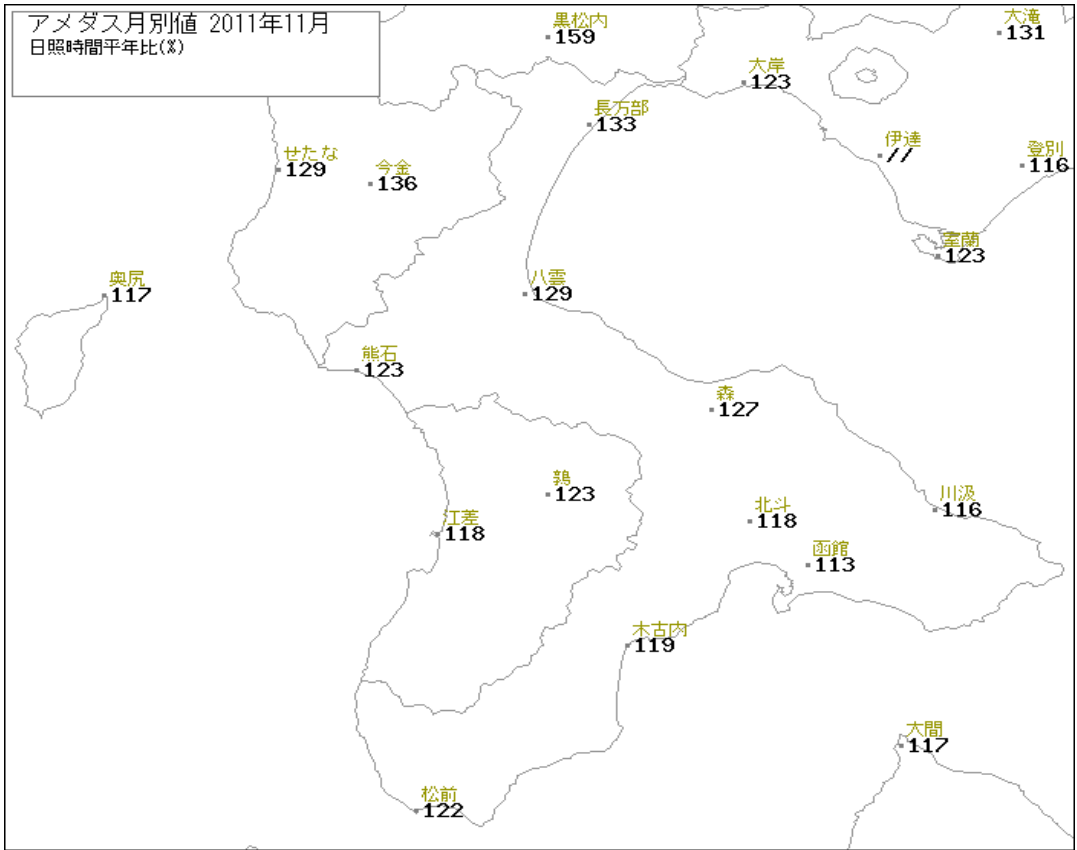 アメダス月別値 2011年11月
日照時間平年比(%)
黒松内
159
大滝
131
大岸
123
長万部
133
伊達
//
登別
116
せたな
129
今金
136
室蘭
123
奥尻
117
八雲
129
熊石
123
森
127
鶉
123
川汲
116
北斗
118
江差
118
函館
113
木古内
119
大間
117
松前
122